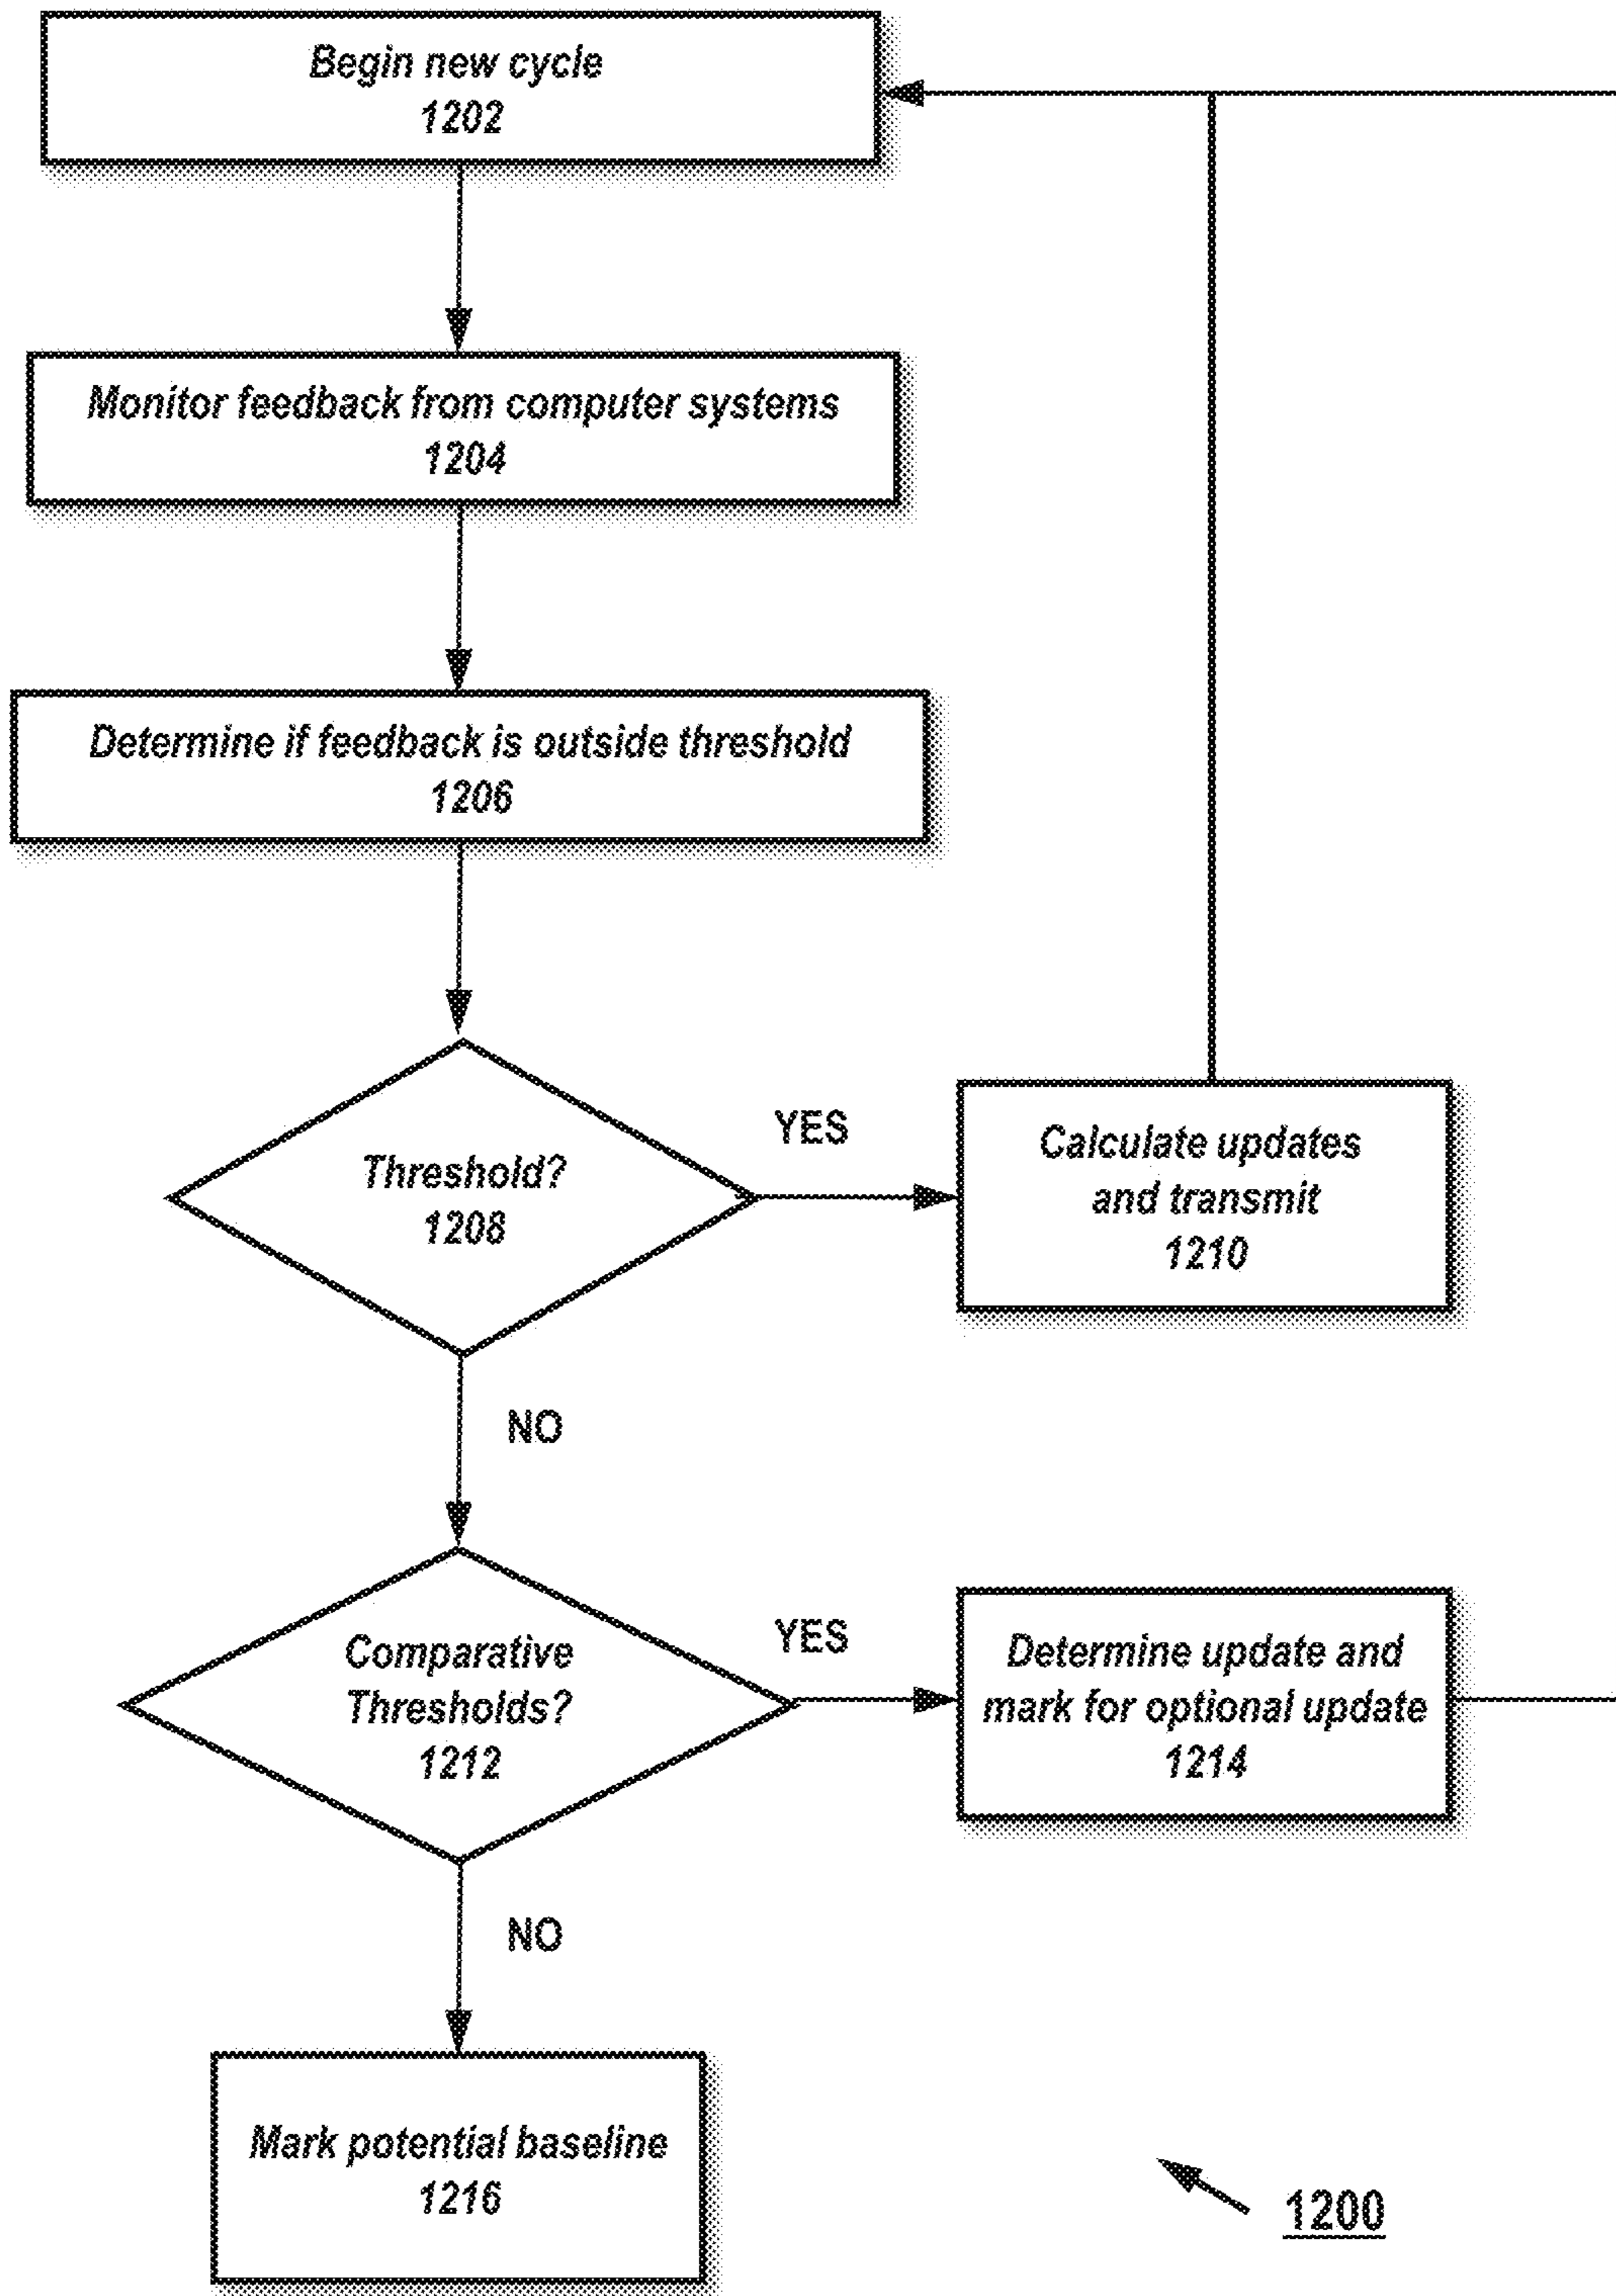 Begin new cycle
1202
Monitor feedback from computer systems
1204
Determine if feedback is outside threshold
1206
Threshold?
1208
YES
Calculate updates
and transmit
1210
NO
Comparative
Thresholds?
1212
YES
Determine update and
mark for optional update
1214
NO
Mark potential baseline
1216
1200